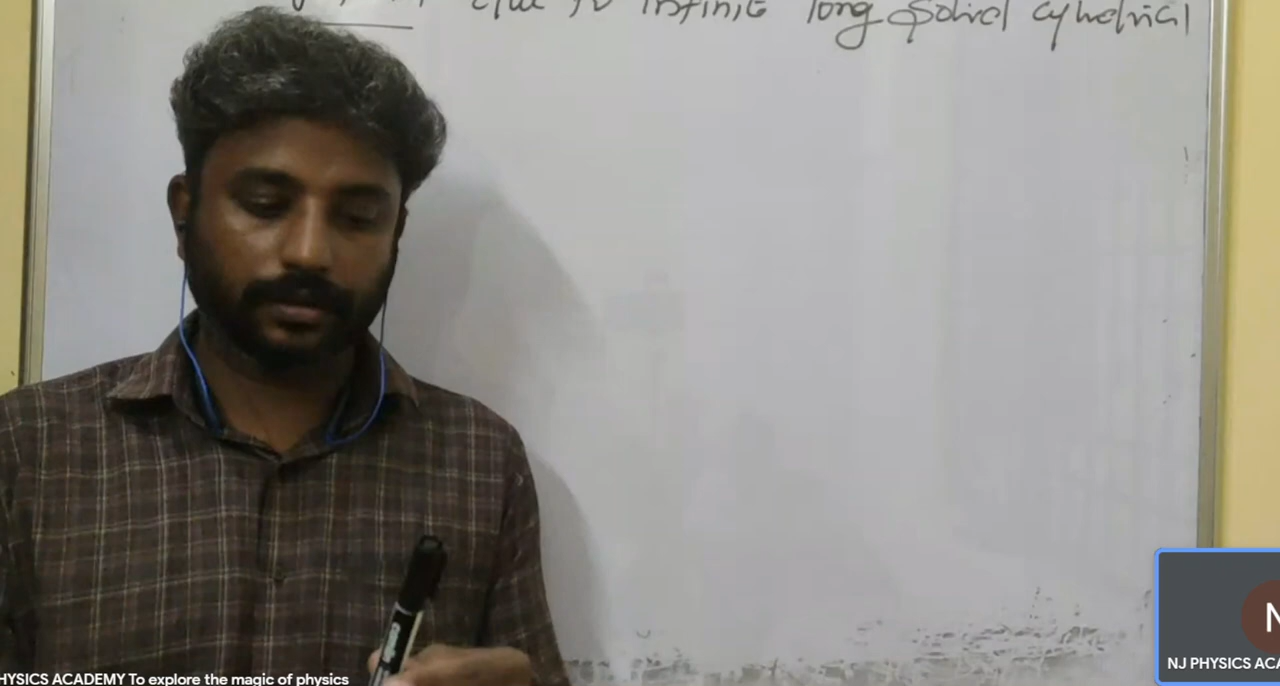 due to infinite long solid cylindrical
HYSICS ACADEMY To explore the magic of physics
N
NJ PHYSICS ACA